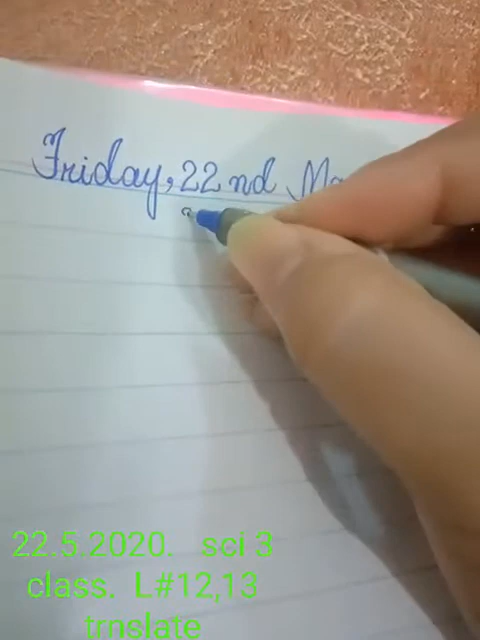 Friday, 22 nd
22.5.2020. sci 3
class. L#12,13
trnslate